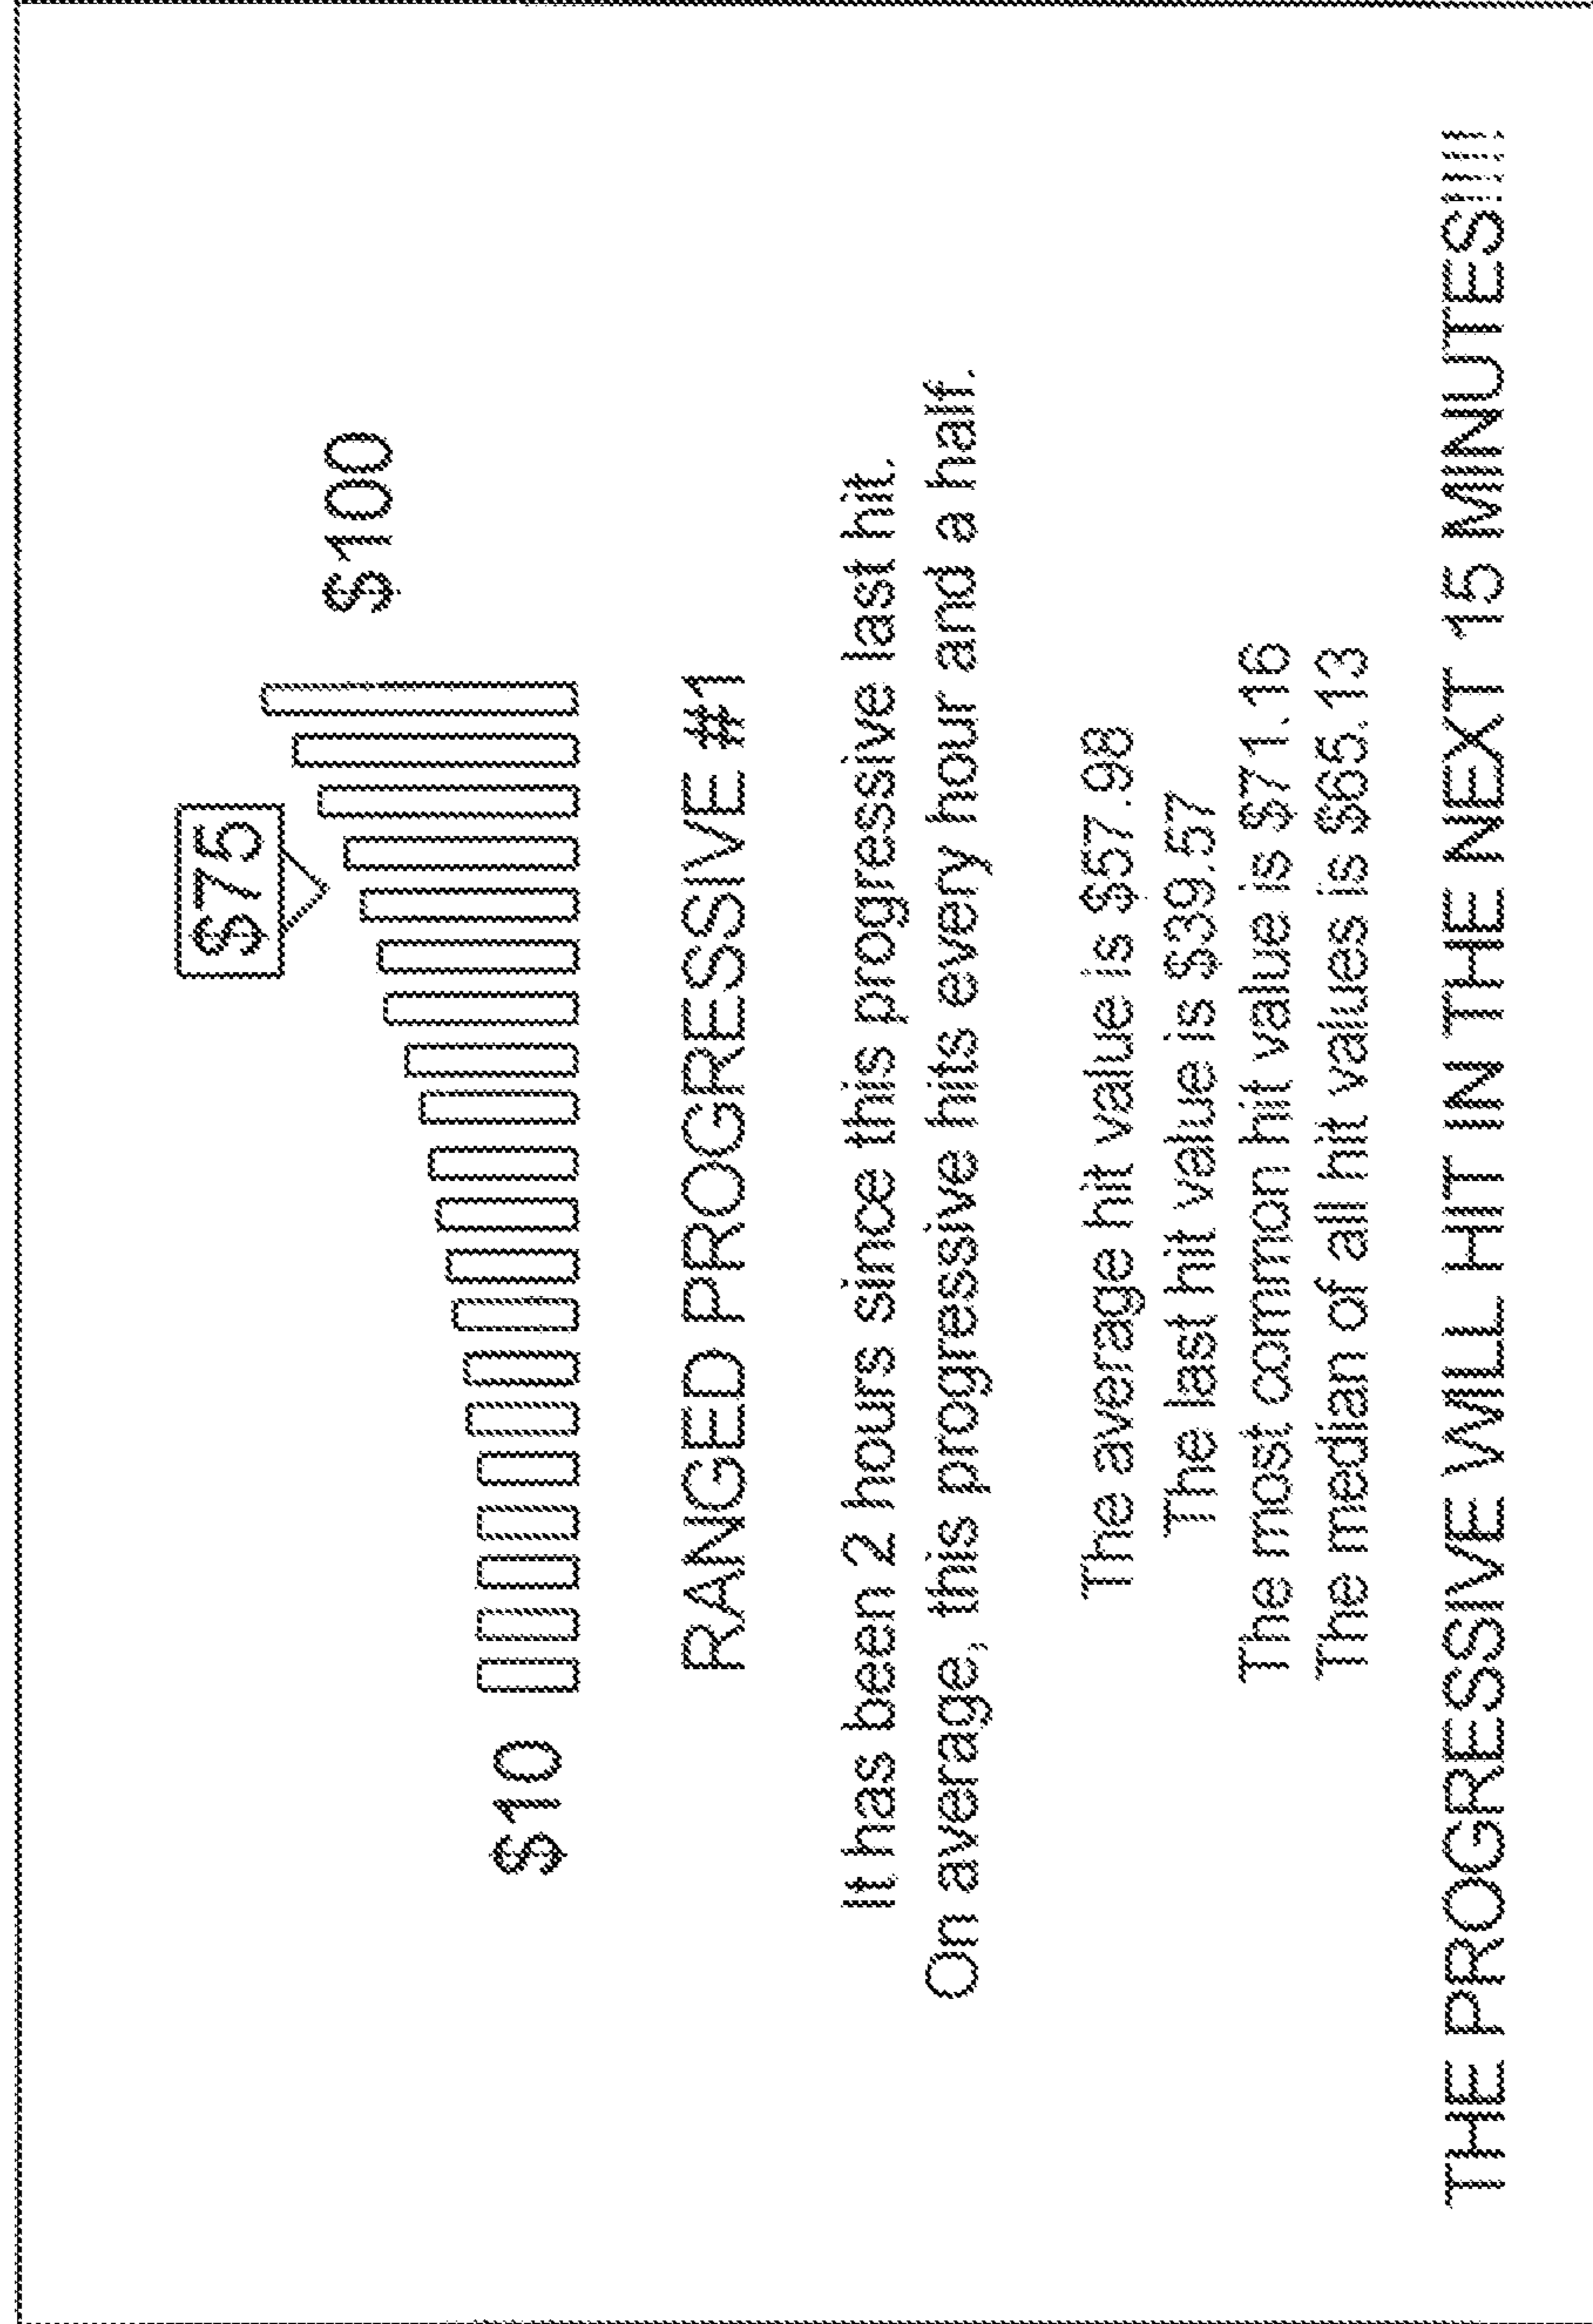 $75
$10
$100
RANGED PROGRESSIVE #1
It has been 2 hours since this progressive last hit.
On average, this progressive hits every hour and a half.
The average hit value is $57.98
The last hit value is $39.57
The most common hit value is $71.16
The median of all hit values is $65.13
THE PROGRESSIVE WILL HIT IN THE NEXT 15 MINUTES!!!!!